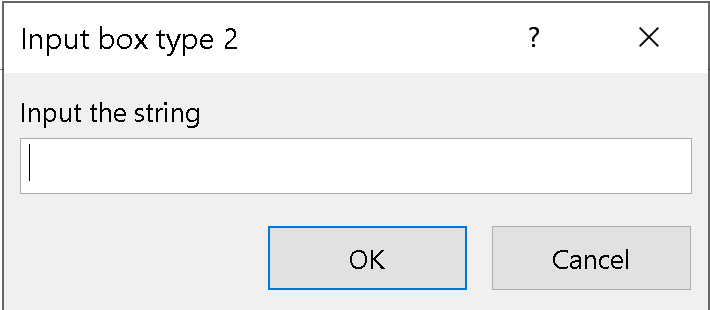 Input box type 2 ?
Input the string
OK Cancel